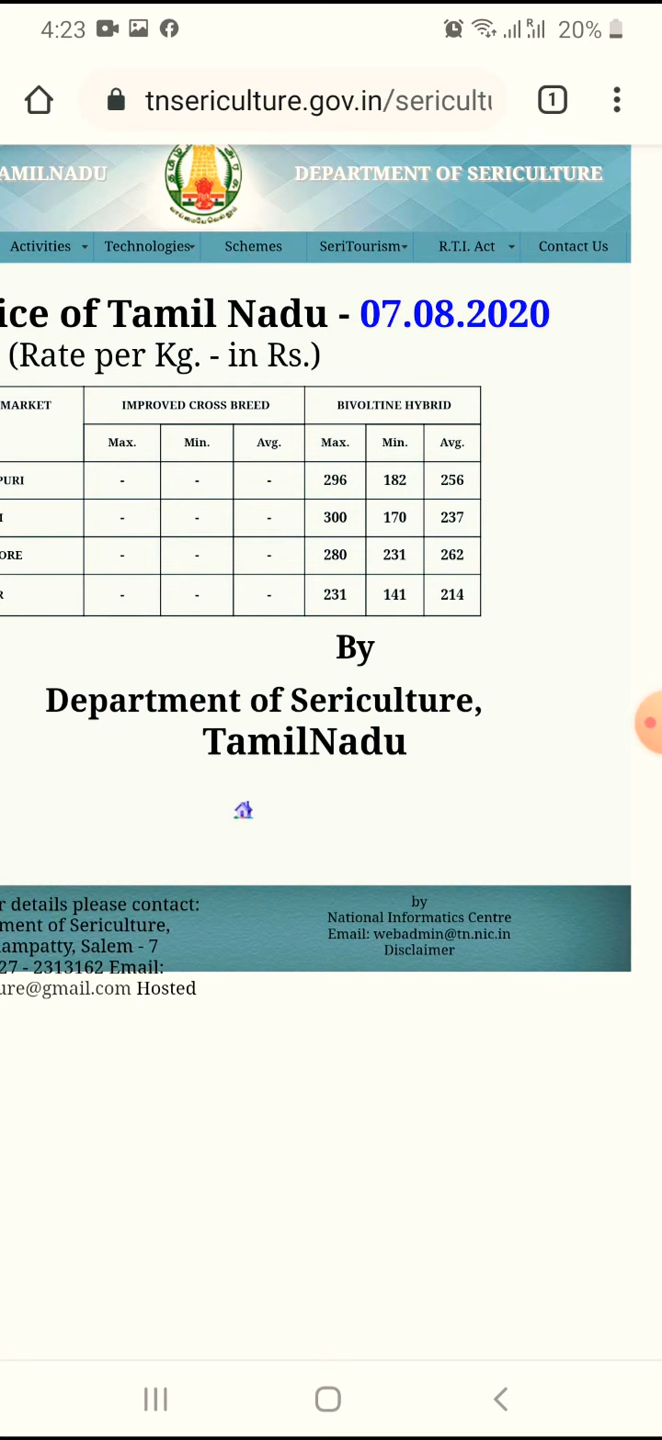 4:23 20%
tnsericulture.gov.in/sericultu 1
AMILNADU DEPARTMENT OF SERICULTURE
Activities Technologies Schemes SeriTourism R.T.I. Act Contact Us
ice of Tamil Nadu - 07.08.2020
(Rate per Kg. - in Rs.)
MARKET IMPROVED CROSS BREED BIVOLTINE HYBRID
Max. Min. Avg. Max. Min. Avg.
PURI - - - 296 182 256
I - - - 300 170 237
ORE - - - 280 231 262
R - - - 231 141 214
By
Department of Sericulture,
TamilNadu
r details please contact:
ment of Sericulture,
ampatty, Salem - 7
27 - 2313162 Email:
ure@gmail.com Hosted
by
National Informatics Centre
Email: webadmin@tn.nic.in
Disclaimer